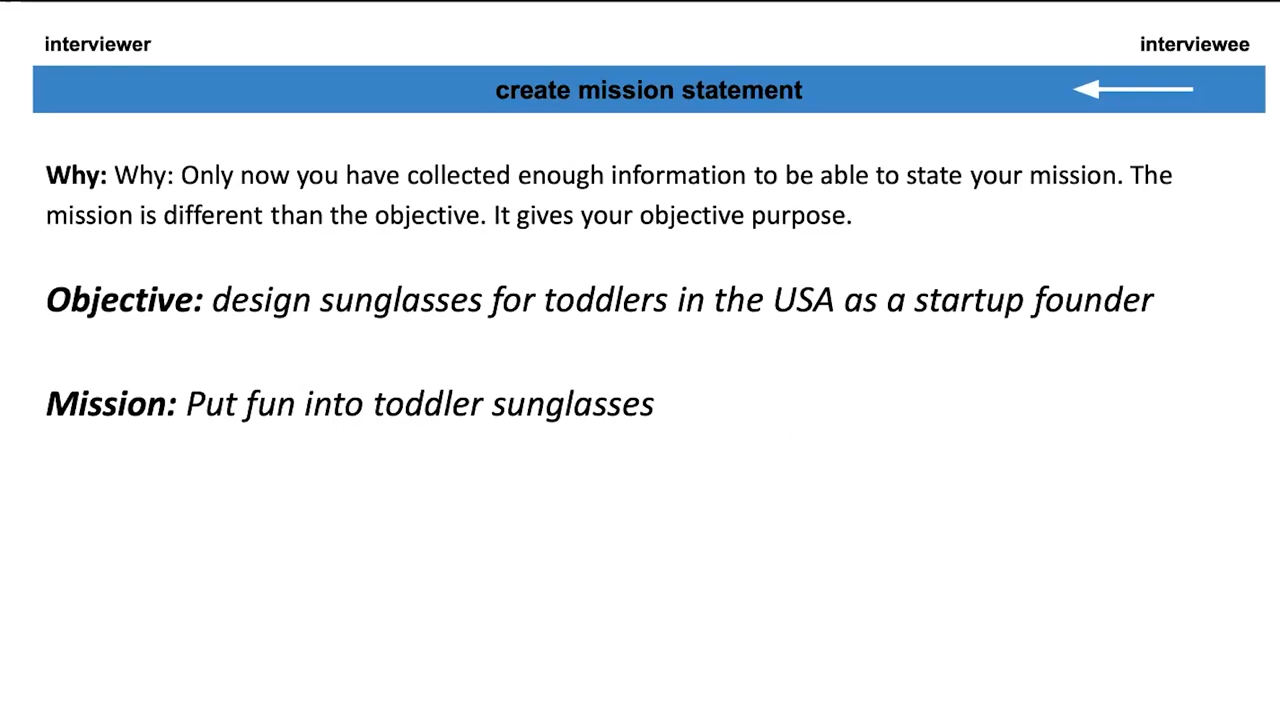 interviewer
interviewee
create mission statement
Why: Why: Only now you have collected enough information to be able to state your mission. The
mission is different than the objective. It gives your objective purpose.
Objective: design sunglasses for toddlers in the USA as a startup founder
Mission: Put fun into toddler sunglasses